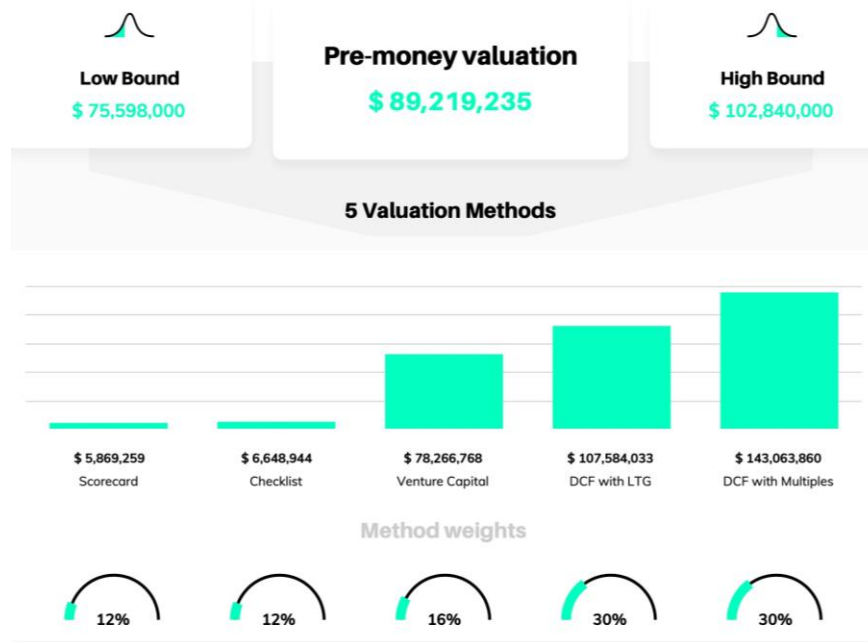 Pre-money valuation
$ 89,219,235
Low Bound
$ 75,598,000
High Bound
$ 102,840,000
5 Valuation Methods
$ 5,869,259
Scorecard
$ 6,648,944
Checklist
$ 78,266,768
Venture Capital
$ 107,584,033
DCF with LTG
$ 143,063,860
DCF with Multiples
Method weights
12%
12%
16%
30%
30%